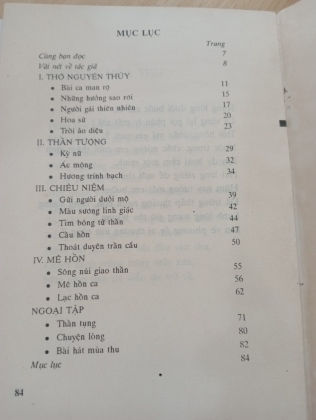 MỤC LỤC
Trang
Cùng bạn đọc 7
Vài nét về tác giả 8
I. THƠ NGUYÊN THỦY
• Bài ca man rợ 11
• Những hướng sao rơi 15
• Người gái thiên nhiên 17
• Hoa sứ 20
• Trời ảo diệu 23
II. THẦN TƯỢNG
• Kỳ nữ 29
• Ác mộng 32
• Hương trinh bạch 34
III. CHIÊU NIỆM
• Gửi người dưới mộ 39
• Màu sương linh giác 42
• Tìm bóng tử thần 44
• Cầu hồn 47
• Thoát duyên trần cấu 50
IV. MÊ HỒN
• Sông núi giao thần 55
• Mê hồn ca 56
• Lạc hồn ca 62
NGOẠI TẬP
• Thần tụng 71
• Chuyện lòng 80
• Bài hát mùa thu 82
Mục lục 84
84